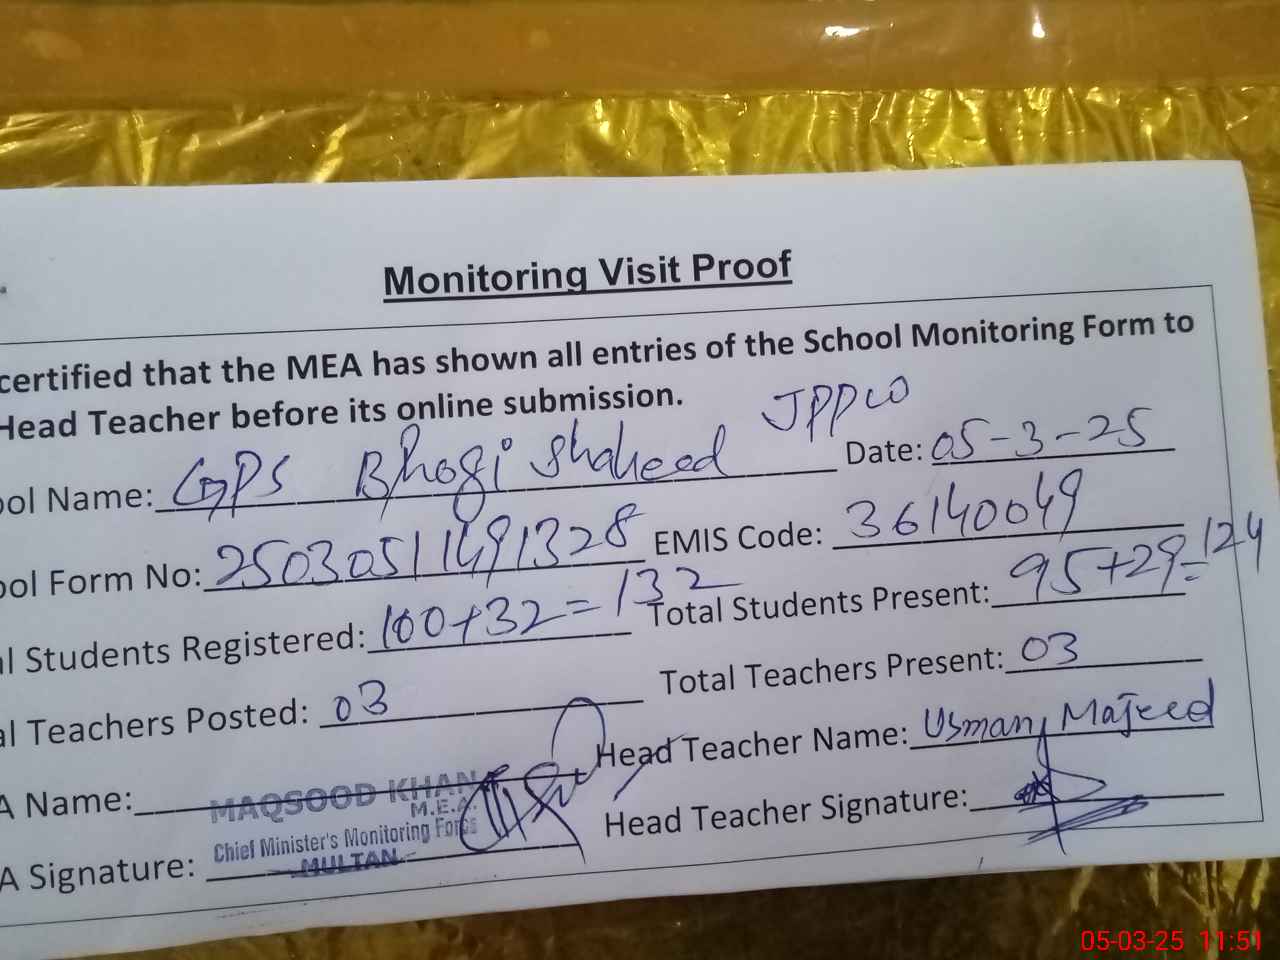 Monitoring Visit Proof
certified that the MEA has shown all entries of the School Monitoring Form to
Head Teacher before its online submission.
ool Name: GPS Bhogi Shaheed JPPW Date: 05-3-25
ool Form No: 250305111491328 EMIS Code: 36140049
l Students Registered: 100+32=132 Total Students Present: 95+29=124
al Teachers Posted: 03 Total Teachers Present: 03
A Name: MAQSOOD KHAN Head Teacher Name: Usman Majeed
M.E.A.
Chief Minister's Monitoring Force
A Signature: MULTAN Head Teacher Signature:
05-03-25 11:51